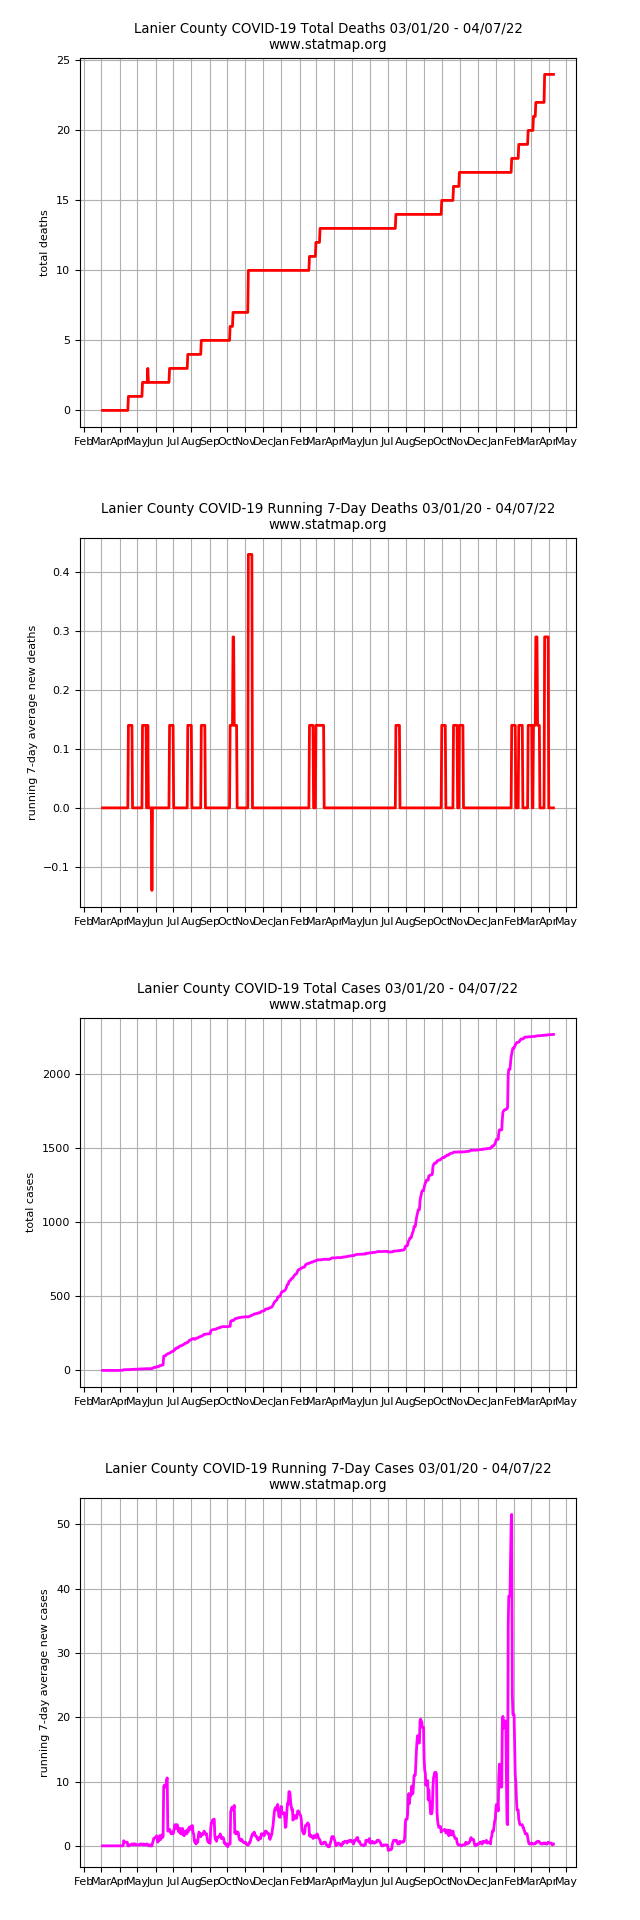 Lanier County COVID-19 Total Deaths 03/01/20 - 04/07/22
www.statmap.org
25
20
15
10
5
0
total deaths
Feb Mar Apr May Jun Jul Aug Sep Oct Nov Dec Jan Feb Mar Apr May Jun Jul Aug Sep Oct Nov Dec Jan Feb Mar Apr May
Lanier County COVID-19 Running 7-Day Deaths 03/01/20 - 04/07/22
www.statmap.org
0.4
0.3
0.2
0.1
0.0
−0.1
running 7-day average new deaths
Feb Mar Apr May Jun Jul Aug Sep Oct Nov Dec Jan Feb Mar Apr May Jun Jul Aug Sep Oct Nov Dec Jan Feb Mar Apr May
Lanier County COVID-19 Total Cases 03/01/20 - 04/07/22
www.statmap.org
2000
1500
1000
500
0
total cases
Feb Mar Apr May Jun Jul Aug Sep Oct Nov Dec Jan Feb Mar Apr May Jun Jul Aug Sep Oct Nov Dec Jan Feb Mar Apr May
Lanier County COVID-19 Running 7-Day Cases 03/01/20 - 04/07/22
www.statmap.org
50
40
30
20
10
0
running 7-day average new cases
Feb Mar Apr May Jun Jul Aug Sep Oct Nov Dec Jan Feb Mar Apr May Jun Jul Aug Sep Oct Nov Dec Jan Feb Mar Apr May